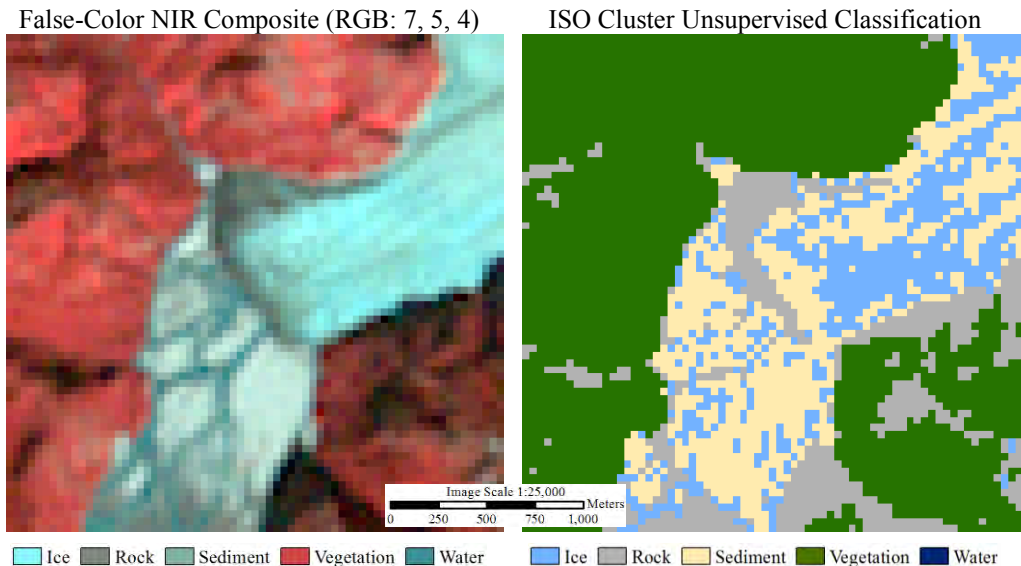 False-Color NIR Composite (RGB: 7, 5, 4)
ISO Cluster Unsupervised Classification
Image Scale 1:25,000
Meters
0 250 500 750 1,000
Ice Rock Sediment Vegetation Water
Ice Rock Sediment Vegetation Water